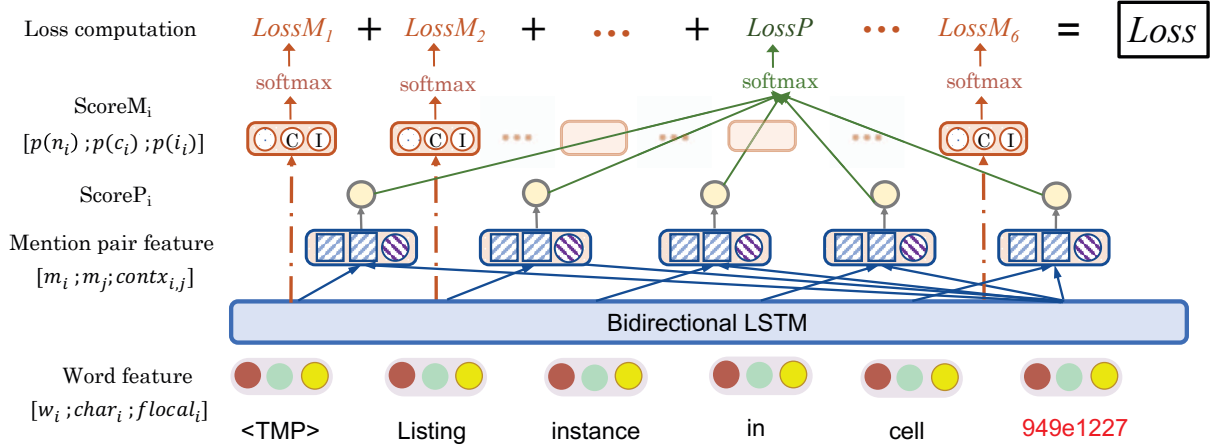 Loss computation LossM₁ + LossM₂ + ... + LossP ... LossM₆ = Loss
softmax softmax softmax softmax
ScoreMᵢ
[p(nᵢ) ; p(cᵢ) ; p(iᵢ)] C I C I ... ... ... C I
ScorePᵢ
Mention pair feature
[mᵢ ; mⱼ; contxᵢ,ⱼ]
Bidirectional LSTM
Word feature
[wᵢ ; charᵢ ; flocalᵢ]
<TMP> Listing instance in cell 949e1227